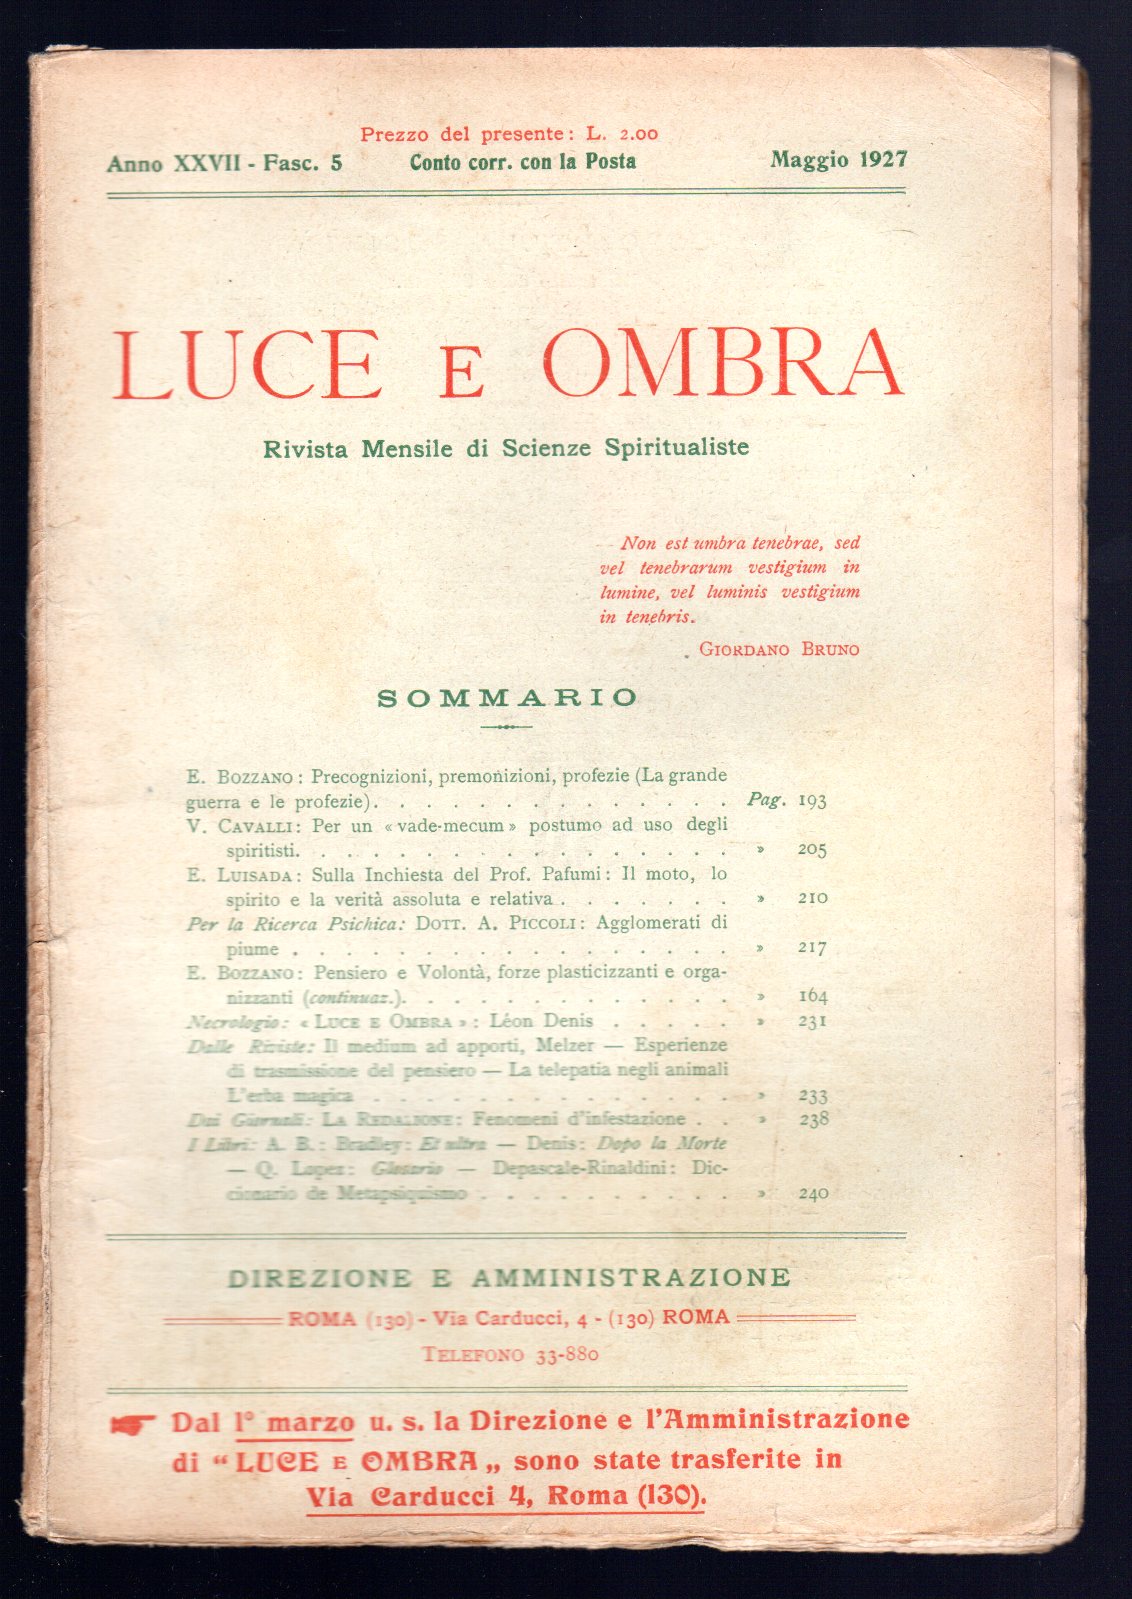 Prezzo del presente: L. 2.00
Anno XXVII - Fasc. 5 Conto corr. con la Posta Maggio 1927
LUCE E OMBRA
Rivista Mensile di Scienze Spiritualiste
Non est umbra tenebrae, sed
vel tenebrarum vestigium in
lumine, vel luminis vestigium
in tenebris.
GIORDANO BRUNO
SOMMARIO
E. BOZZANO: Precognizioni, premonizioni, profezie (La grande
guerra e le profezie). . . . . . . . . . . . . . Pag. 193
V. CAVALLI: Per un «vade-mecum» postumo ad uso degli
spiritisti. . . . . . . . . . . . . . . . » 205
E. LUISADA: Sulla Inchiesta del Prof. Pafumi: Il moto, lo
spirito e la verità assoluta e relativa . . . . . . . » 210
Per la Ricerca Psichica: DOTT. A. PICCOLI: Agglomerati di
piume . . . . . . . . . . . . . . . . » 217
E. BOZZANO: Pensiero e Volontà, forze plasticizzanti e orga-
nizzanti (continuaz.). . . . . . . . . . . . » 164
Necrologio: « LUCE E OMBRA »: Léon Denis . . . . . » 231
Dalle Riviste: Il medium ad apporti, Melzer — Esperienze
di trasmissione del pensiero — La telepatia negli animali
L'erba magica . . . . . . . . . . . . . » 233
Dai Giornali: LA REDAZIONE: Fenomeni d'infestazione . . » 238
I Libri: A. B.: Bradley: Et ultra — Denis: Dopo la Morte
— Q. Lopez: Glosario — Depascale-Rinaldini: Dic-
cionario de Metapsiquismo . . . . . . . . . . » 240
DIREZIONE E AMMINISTRAZIONE
ROMA (130) - Via Carducci, 4 - (130) ROMA
TELEFONO 33-880
Dal 1° marzo u. s. la Direzione e l'Amministrazione
di “ LUCE E OMBRA „ sono state trasferite in
Via Carducci 4, Roma (130).